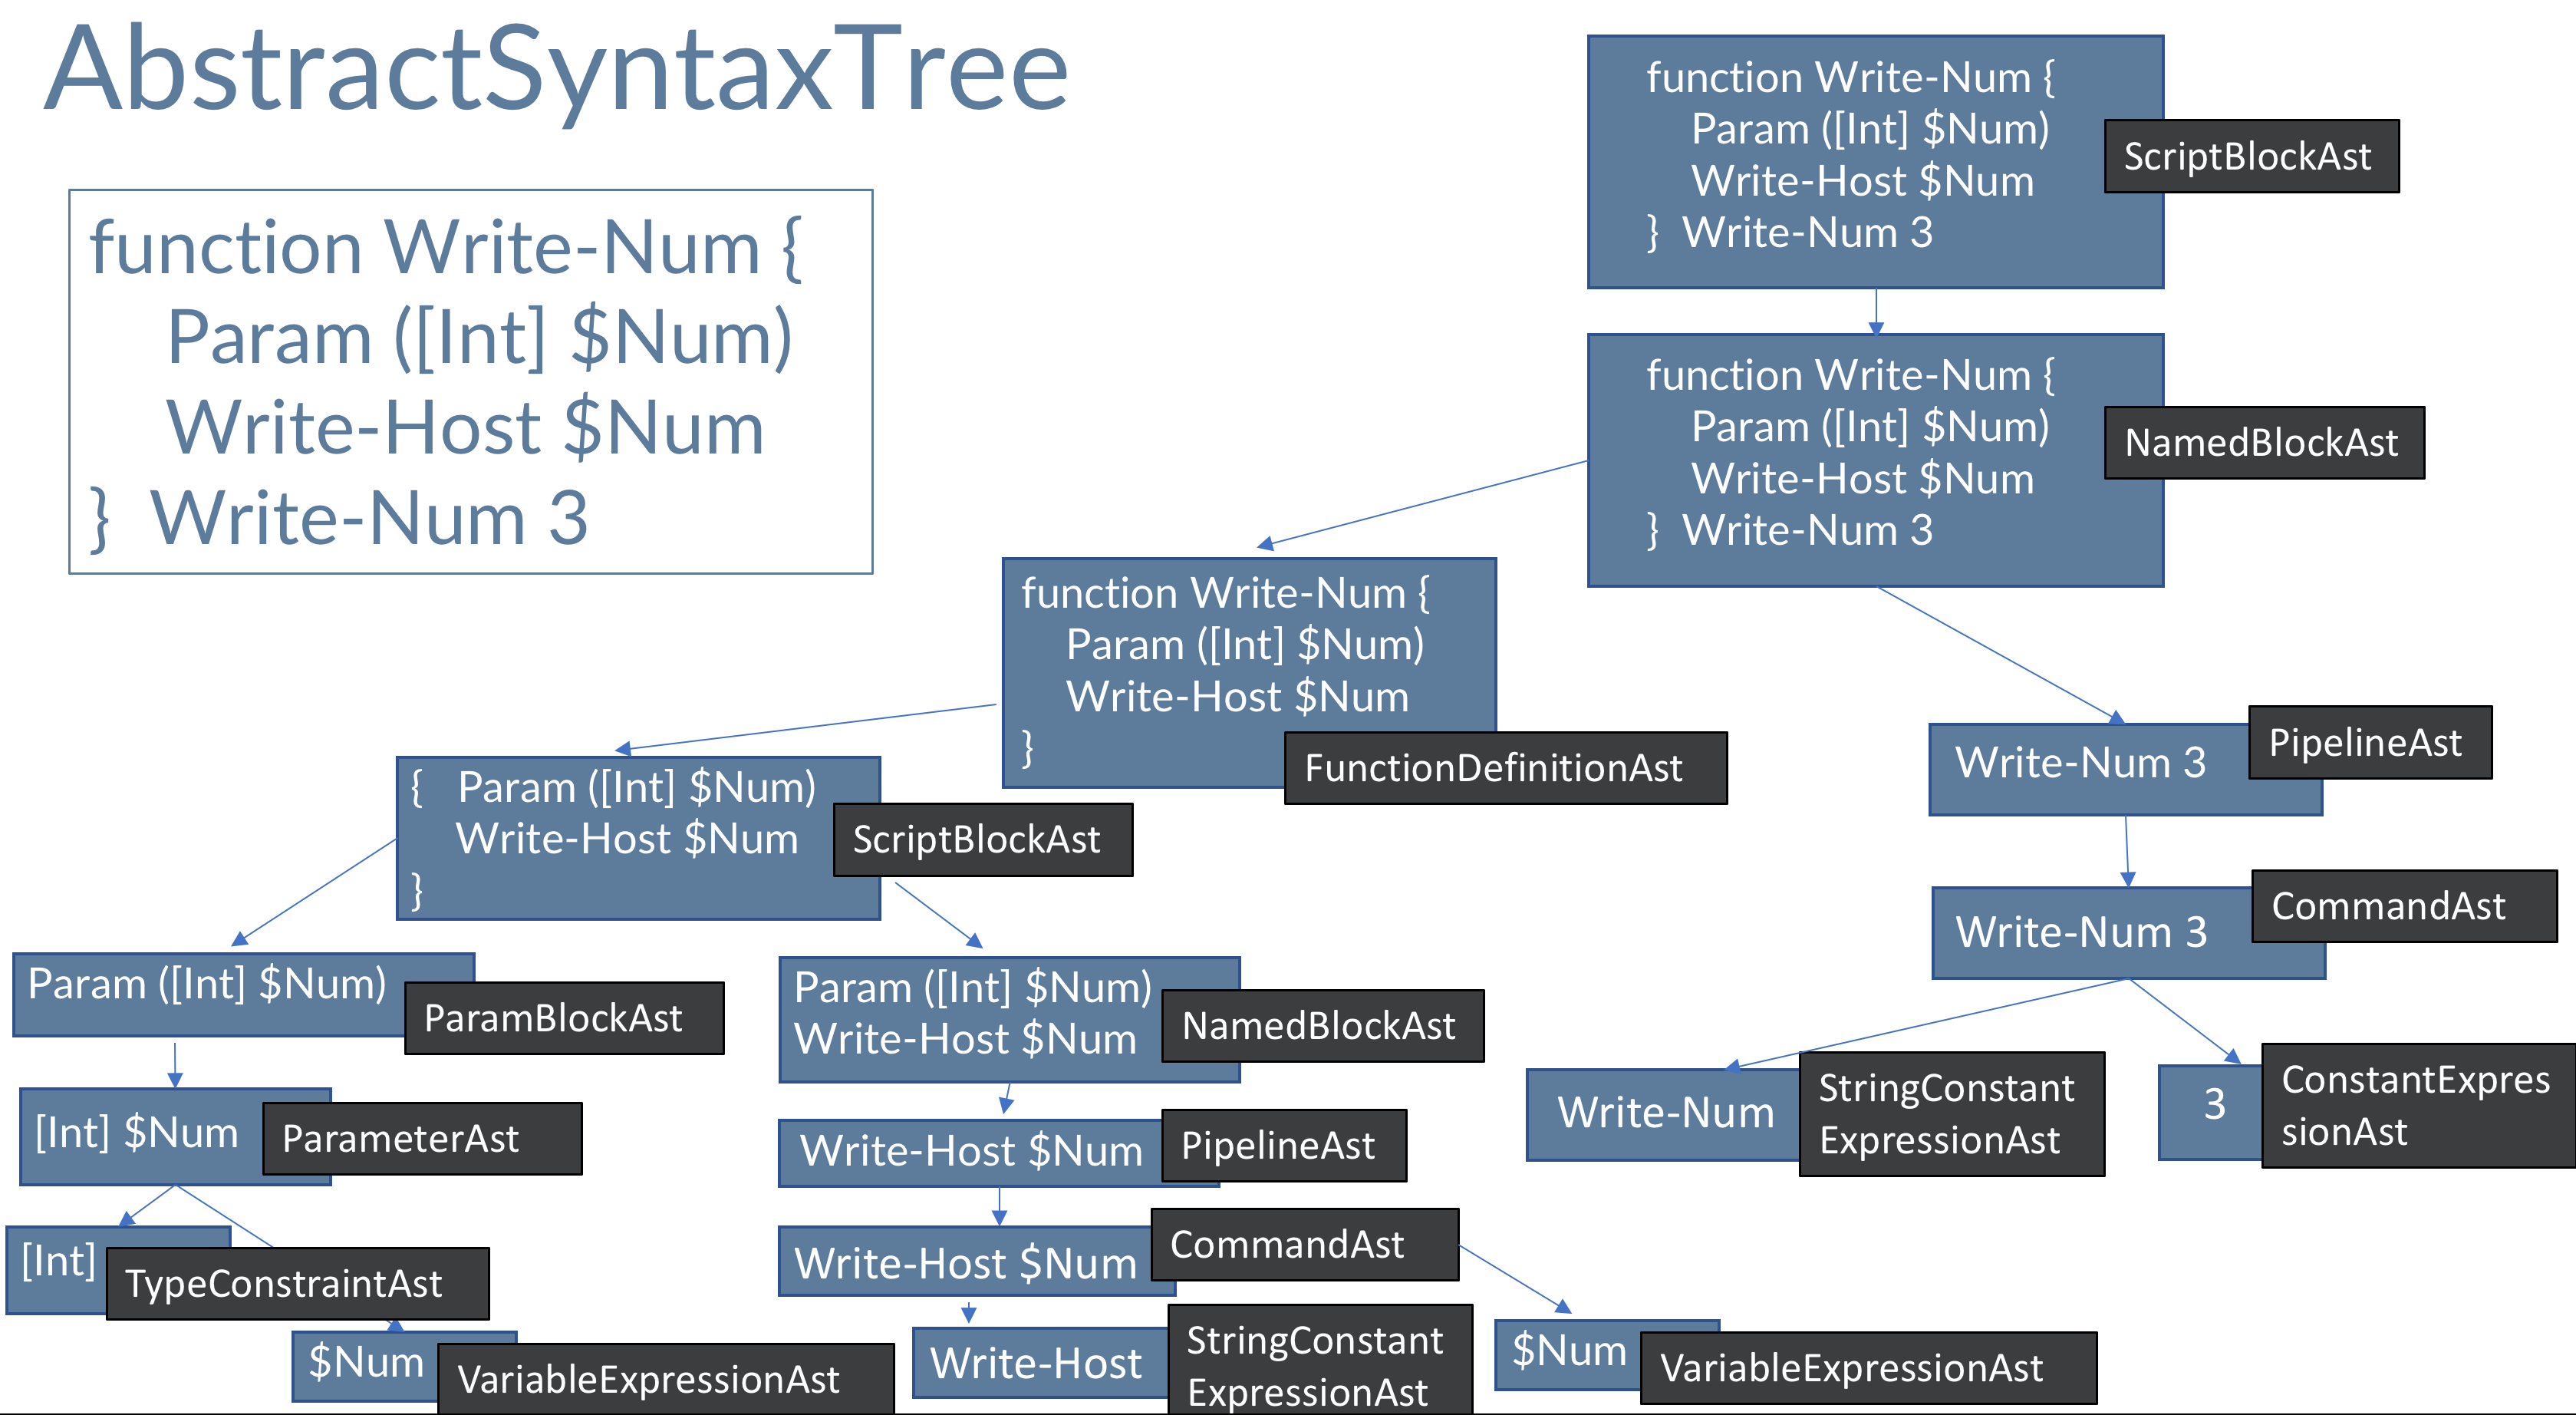 AbstractSyntaxTree
function Write-Num {
Param ([Int] $Num)
Write-Host $Num
} Write-Num 3
function Write-Num {
Param ([Int] $Num)
Write-Host $Num
} Write-Num 3
ScriptBlockAst
function Write-Num {
Param ([Int] $Num)
Write-Host $Num
} Write-Num 3
NamedBlockAst
function Write-Num {
Param ([Int] $Num)
Write-Host $Num
}
FunctionDefinitionAst
Write-Num 3
PipelineAst
{ Param ([Int] $Num)
Write-Host $Num
}
ScriptBlockAst
Write-Num 3
CommandAst
Param ([Int] $Num)
ParamBlockAst
Param ([Int] $Num)
Write-Host $Num
NamedBlockAst
Write-Num
StringConstant
ExpressionAst
3
ConstantExpres
sionAst
[Int] $Num
ParameterAst
Write-Host $Num
PipelineAst
[Int]
TypeConstraintAst
Write-Host $Num
CommandAst
$Num
VariableExpressionAst
Write-Host
StringConstant
ExpressionAst
$Num
VariableExpressionAst